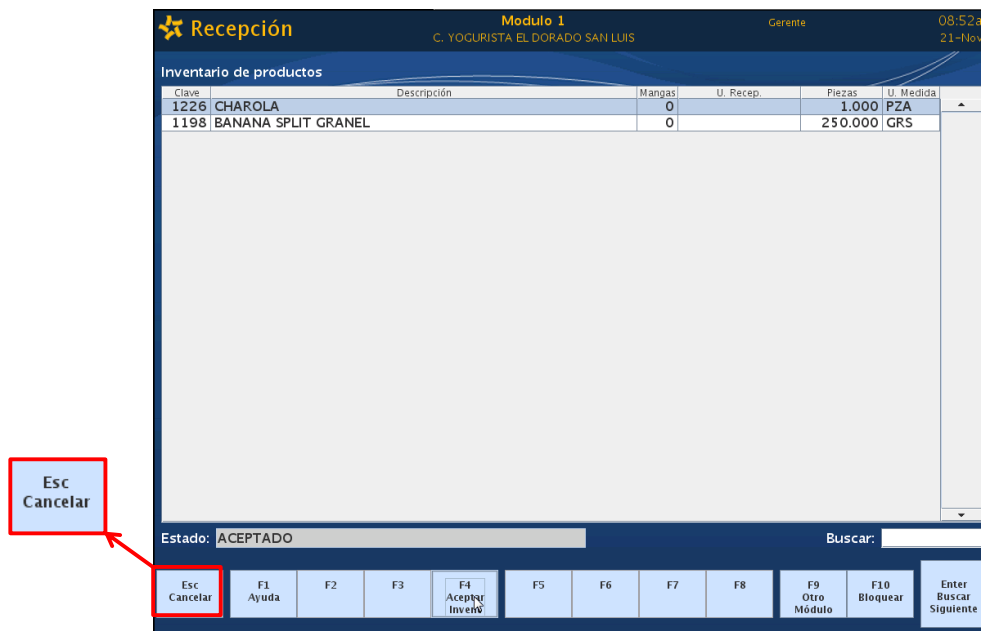 Recepción
Modulo 1
C. YOGURISTA EL DORADO SAN LUIS
Gerente
08:52a
21-Nov
Inventario de productos
Clave Descripción Mangas U. Recep. Piezas U. Medida
1226 CHAROLA 0 1.000 PZA
1198 BANANA SPLIT GRANEL 0 250.000 GRS
Esc
Cancelar
Estado: ACEPTADO Buscar:
Esc
Cancelar
F1
Ayuda
F2
F3
F4
Aceptar
F5
F6
F7
F8
F9
Otro
Módulo
F10
Bloquear
Enter
Buscar
Siguiente